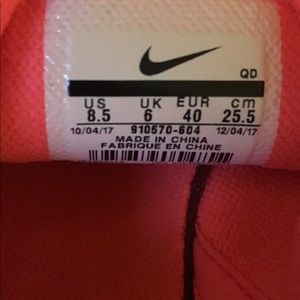 QD
US UK EUR cm
8.5 6 40 25.5
10/04/17 910570-604 12/04/17
MADE IN CHINA
FABRIQUE EN CHINE